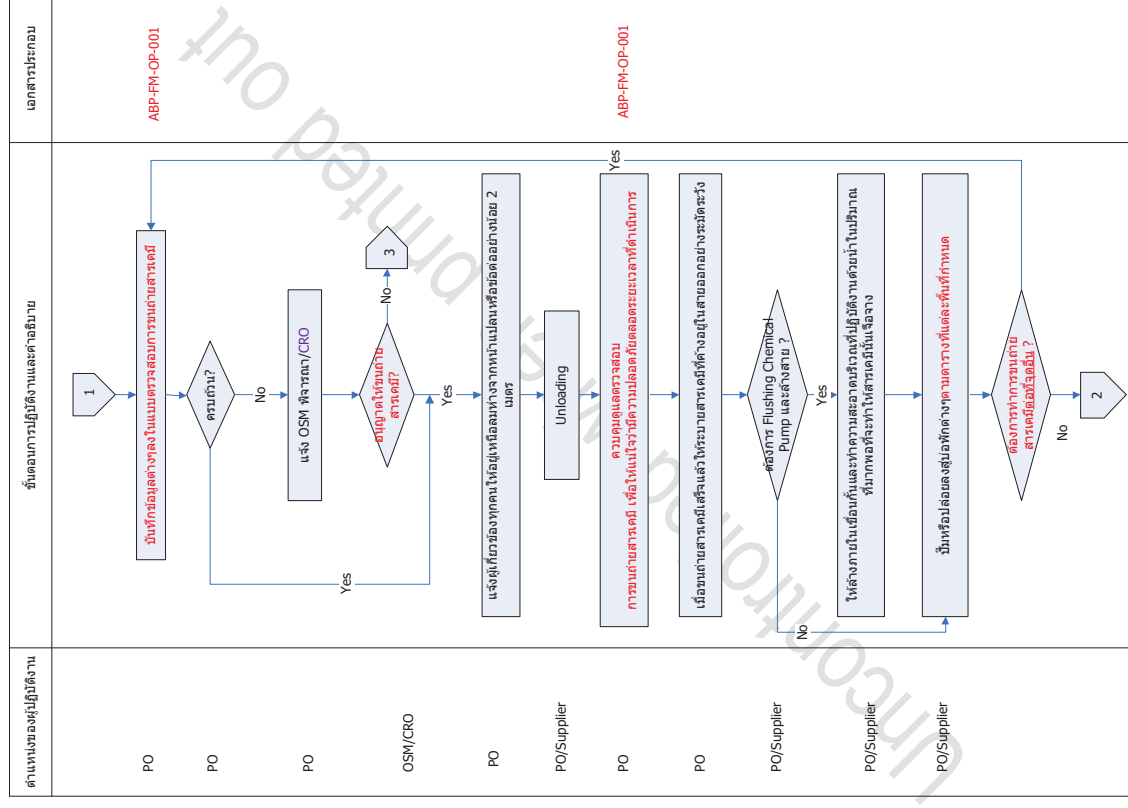 ตำแหน่งของผู้ปฏิบัติงาน
ขั้นตอนการปฏิบัติงานและคำอธิบาย
เอกสารประกอบ
1
PO
บันทึกข้อมูลต่างๆลงในแบบตรวจสอบการขนถ่ายสารเคมี
ABP-FM-OP-001
PO
ครบถ้วน?
No
Yes
PO
แจ้ง OSM พิจารณา/CRO
OSM/CRO
อนุญาตให้ขนถ่าย
สารเคมี?
No
3
Yes
PO
แจ้งผู้เกี่ยวข้องทุกคนให้อยู่เหนือลมห่างจากหน้าแปลนหรือข้อต่ออย่างน้อย 2
เมตร
PO/Supplier
Unloading
PO
ควบคุมดูแลตรวจสอบ
การขนถ่ายสารเคมี เพื่อให้แน่ใจว่ามีความปลอดภัยตลอดระยะเวลาที่ดำเนินการ
ABP-FM-OP-001
Yes
PO
เมื่อขนถ่ายสารเคมีเสร็จแล้วให้ระบายสารเคมีที่ค้างอยู่ในสายออกอย่างระมัดระวัง
PO/Supplier
ต้องการ Flushing Chemical
Pump และล้างสาย ?
Yes
No
PO/Supplier
ให้ล้างภายในเขื่อนกั้นและทำความสะอาดบริเวณที่ปฏิบัติงานด้วยน้ำในปริมาณ
ที่มากพอที่จะทำให้สารเคมีนั้นเจือจาง
PO/Supplier
ปั๊มหรือปล่อยลงสู่บ่อพักต่างๆตามตารางที่แต่ละพื้นที่กำหนด
ต้องการทำการขนถ่าย
สารเคมีต่อที่จุดอื่น ?
No
2
Uncontrolled when printed out